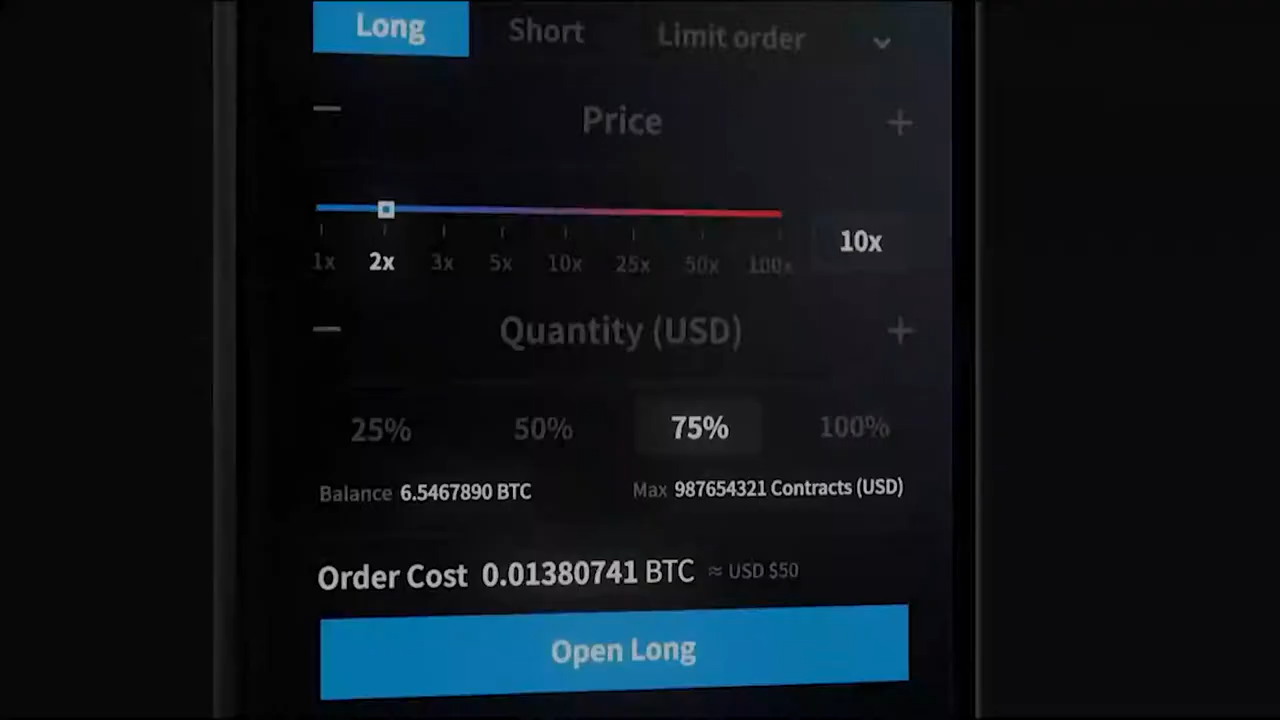 Long Short Limit order
Price
10x
1x 2x 3x 5x 10x 25x 50x 100x
Quantity (USD)
25% 50% 75% 100%
Balance 6.5467890 BTC Max 987654321 Contracts (USD)
Order Cost 0.01380741 BTC ≈ USD $50
Open Long